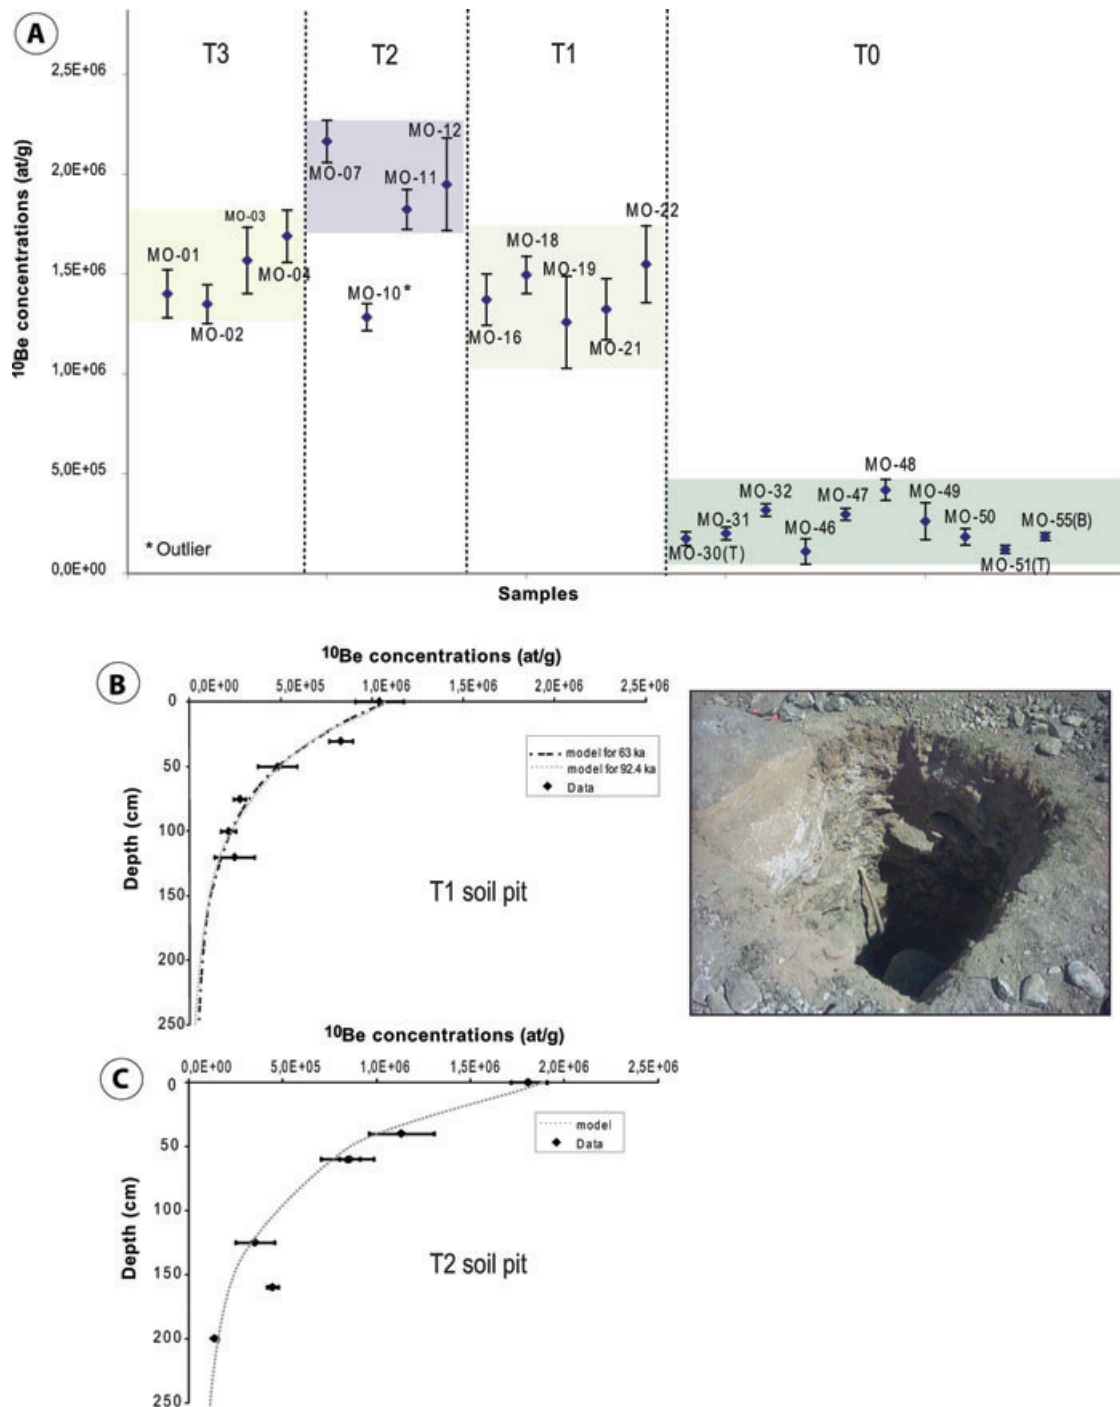 A
T3
T2
T1
T0
¹⁰Be concentrations (at/g)
2,5E+06
2,0E+06
1,5E+06
1,0E+06
5,0E+05
0,0E+00
MO-01
MO-02
MO-03
MO-04
MO-07
MO-10*
MO-11
MO-12
MO-16
MO-18
MO-19
MO-21
MO-22
MO-30(T)
MO-31
MO-32
MO-46
MO-47
MO-48
MO-49
MO-50
MO-51(T)
MO-55(B)
* Outlier
Samples
B
¹⁰Be concentrations (at/g)
0,0E+00 5,0E+05 1,0E+06 1,5E+06 2,0E+06 2,5E+06
Depth (cm)
0
50
100
150
200
250
model for 63 ka
model for 92.4 ka
Data
T1 soil pit
C
¹⁰Be concentrations (at/g)
0,0E+00 5,0E+05 1,0E+06 1,5E+06 2,0E+06 2,5E+06
Depth (cm)
0
50
100
150
200
250
model
Data
T2 soil pit